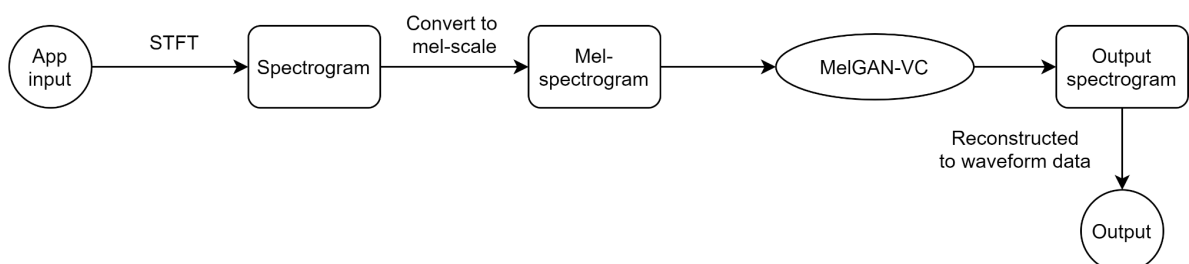 App
input
STFT
Spectrogram
Convert to
mel-scale
Mel-
spectrogram
MelGAN-VC
Output
spectrogram
Reconstructed
to waveform data
Output